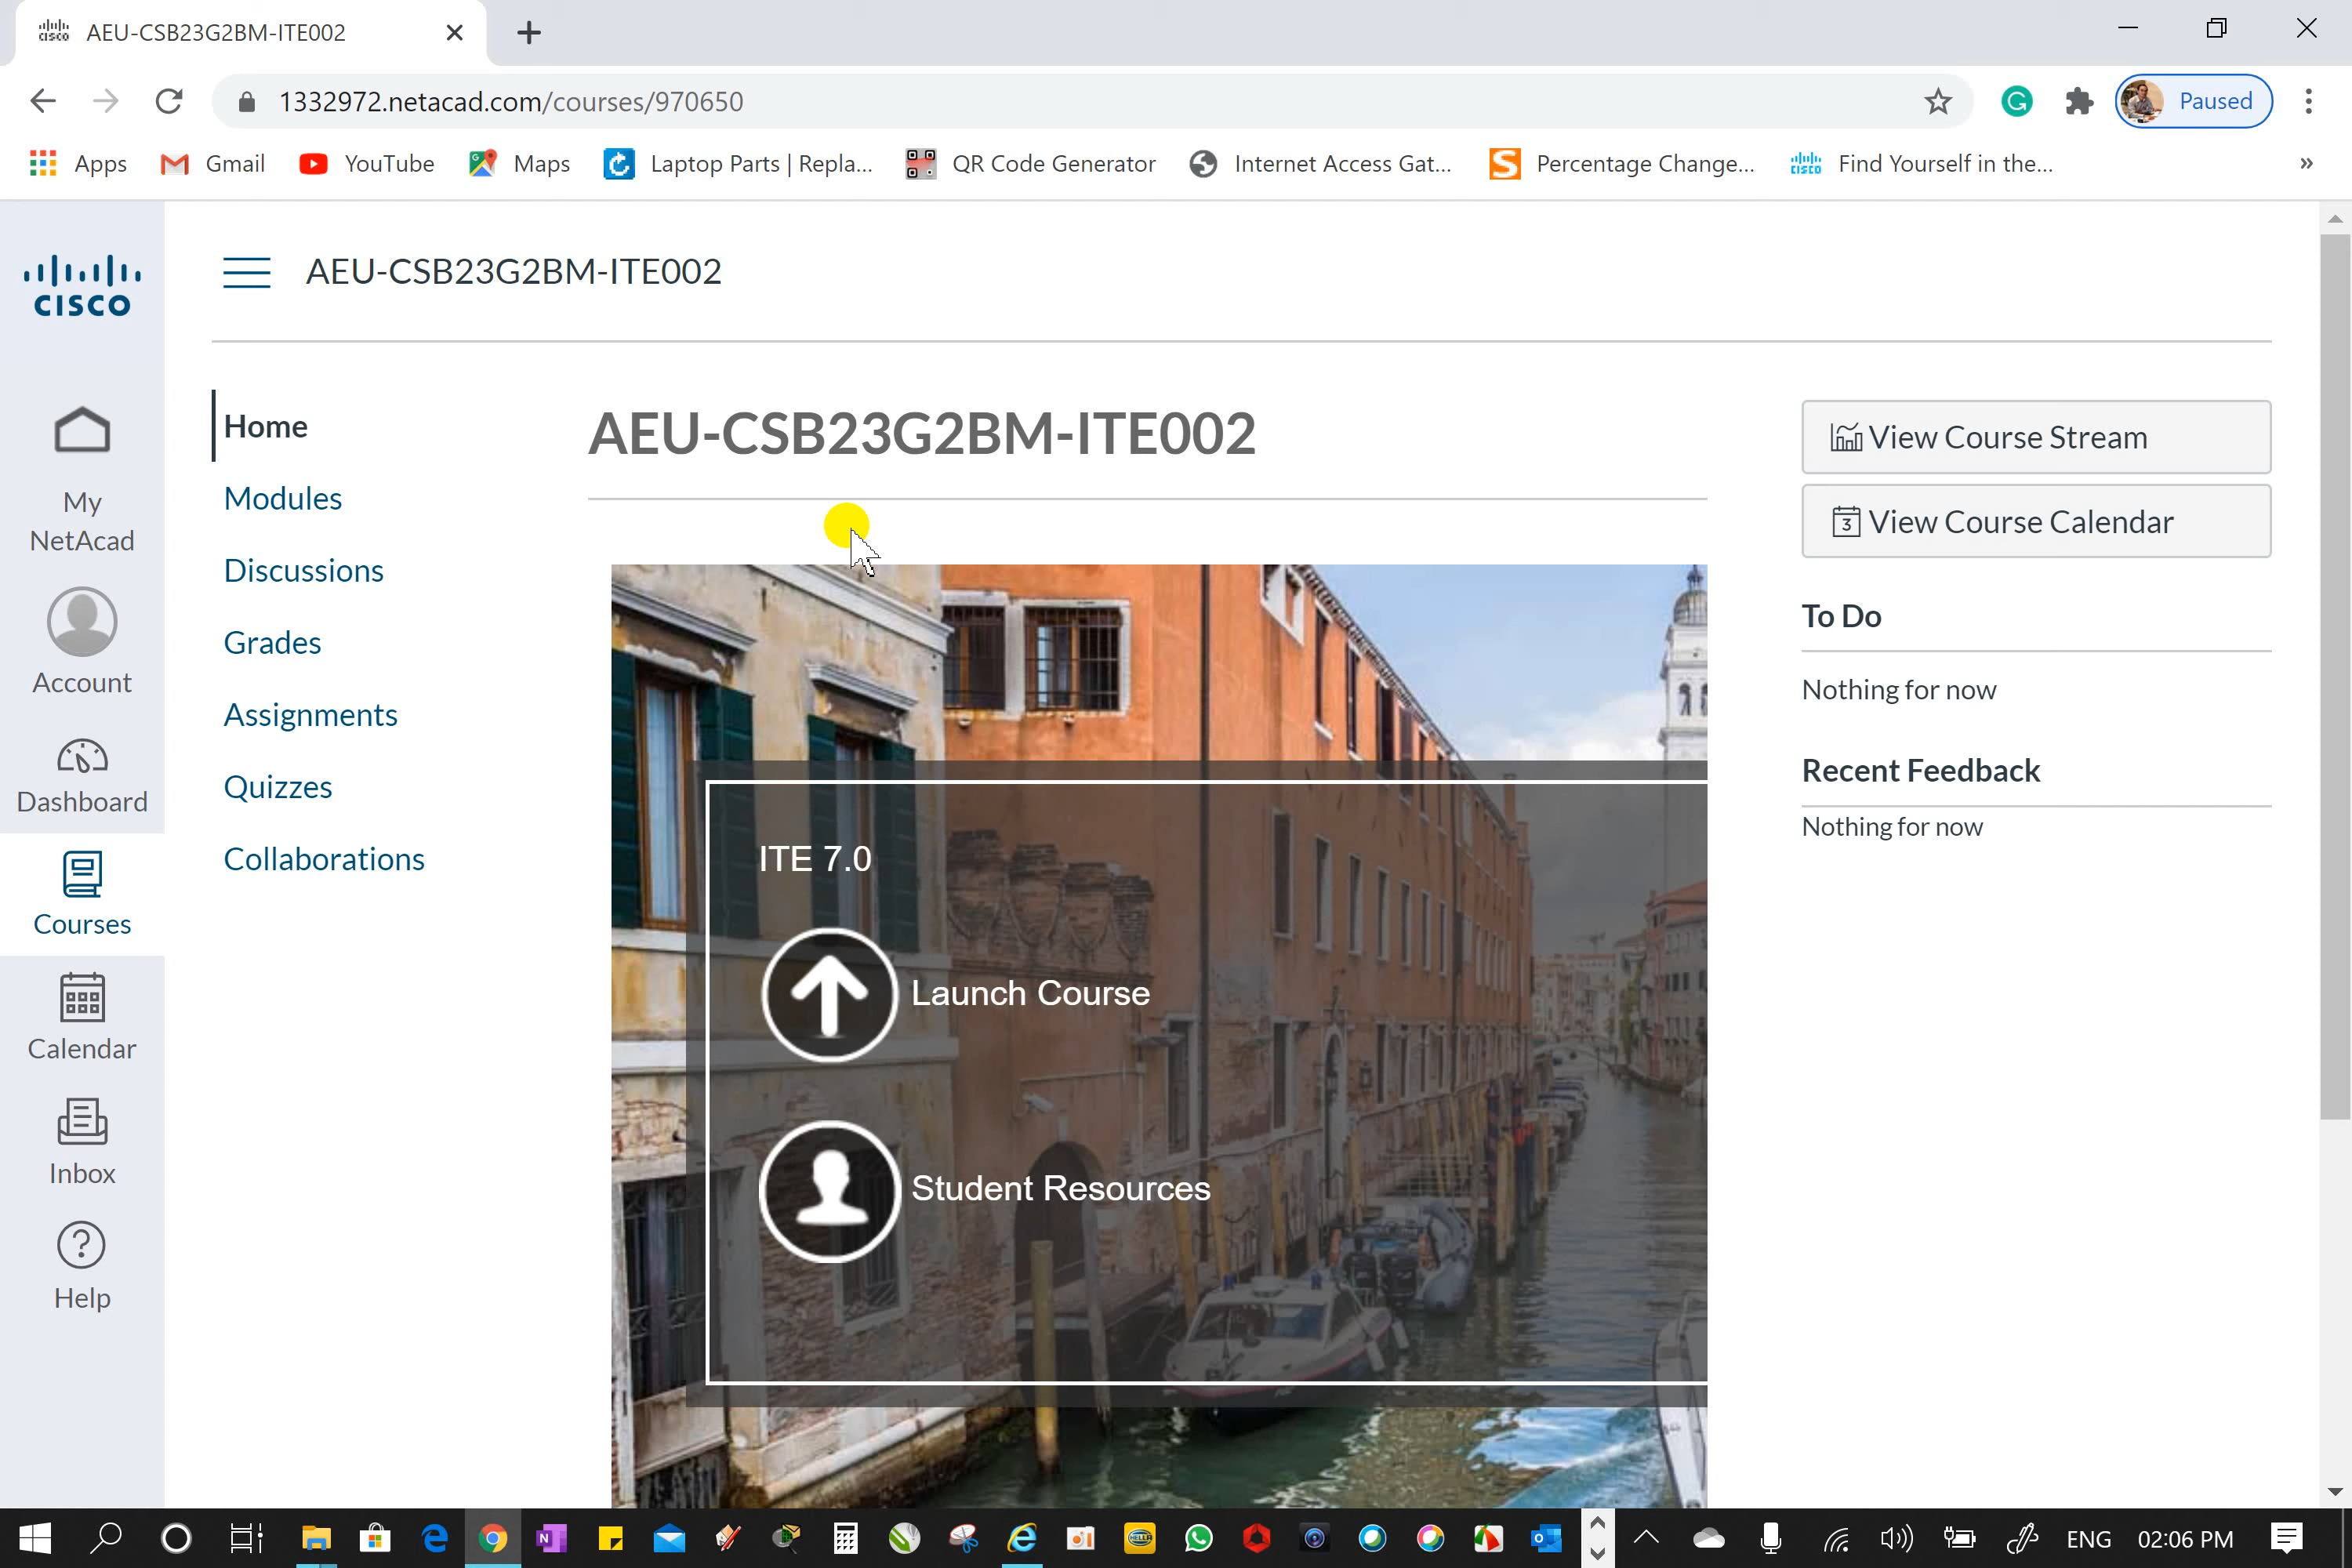 AEU-CSB23G2BM-ITE002
1332972.netacad.com/courses/970650
Paused
Apps
Gmail
YouTube
Maps
Laptop Parts | Repla...
QR Code Generator
Internet Access Gat...
Percentage Change...
Find Yourself in the...
CISCO
My
NetAcad
Account
Dashboard
Courses
Calendar
Inbox
Help
AEU-CSB23G2BM-ITE002
Home
Modules
Discussions
Grades
Assignments
Quizzes
Collaborations
AEU-CSB23G2BM-ITE002
ITE 7.0
Launch Course
Student Resources
View Course Stream
3 View Course Calendar
To Do
Nothing for now
Recent Feedback
Nothing for now
ENG
02:06 PM